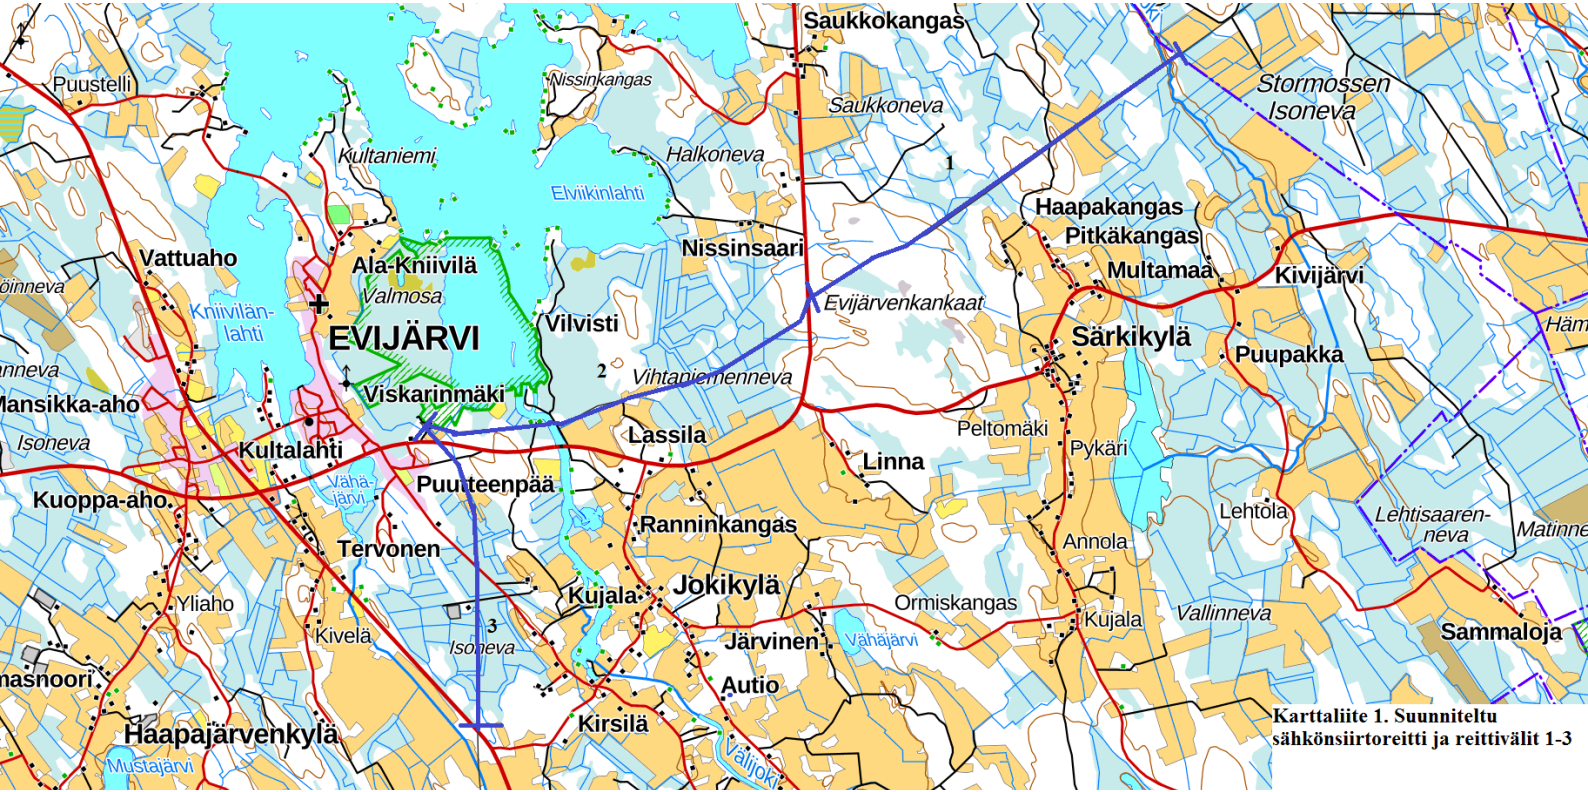 Saukkokangas
Puustelli
Nissinkangas
Stormossen
Isoneva
Saukkoneva
Kultaniemi
Halkoneva
1
Elviikinlahti
Haapakangas
Pitkäkangas
Nissinsaari
Vattuaho
Ala-Kniivilä
Multamaa
Kivijärvi
Valmosa
Evijärvenkankaat
Kniivilän-
lahti
Vilvisti
EVIJÄRVI
Särkikylä
Puupakka
2
Vihtaniemenneva
Viskarinmäki
Mansikka-aho
Isoneva
Lassila
Peltomäki
Pykäri
Kultalahti
Linna
Puutteenpää
Vähä-
järvi
Kuoppa-aho
Ranninkangas
Lehtola
Lehtisaaren-
neva
Tervonen
Annola
Jokikylä
Kujala
Yliaho
Ormiskangas
Kujala
Vallinneva
Kivelä
3
Isoneva
Järvinen
Vähäjärvi
Sammaloja
Autio
Kirsilä
Haapajärvenkylä
Mustajärvi
Välijoki
Karttaliite 1. Suunniteltu
sähkönsiirtoreitti ja reittivälit 1-3